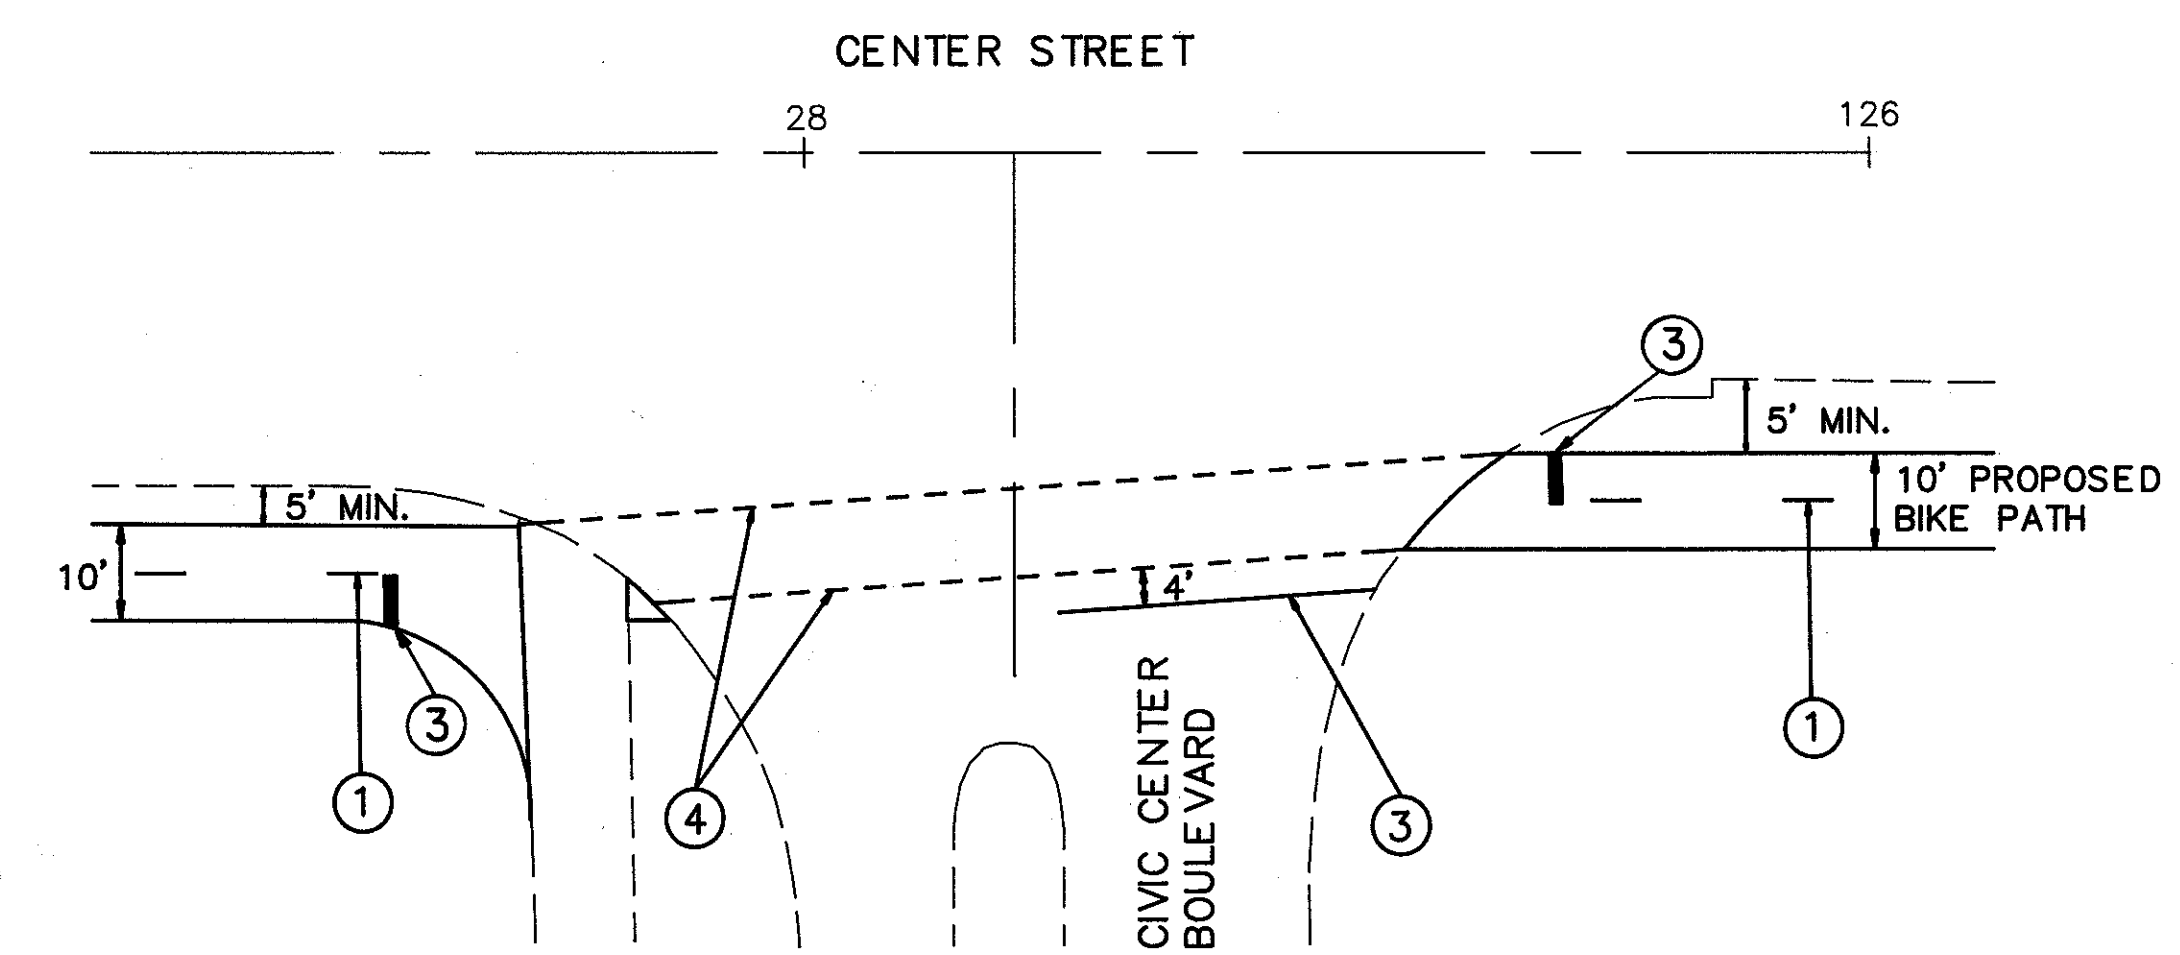 CENTER STREET
28
126
3
5' MIN.
5' MIN.
10' PROPOSED
BIKE PATH
10'
4'
3
1
4
3
1
CIVIC CENTER
BOULEVARD